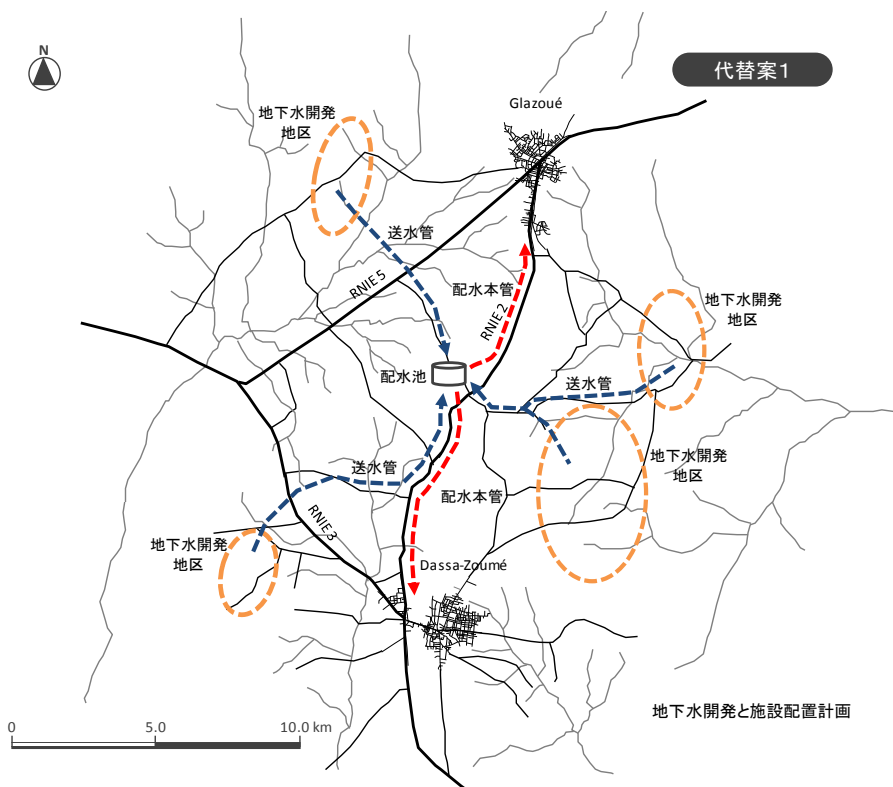 N
代替案1
Glazoué
地下水開発
地区
送水管
RNIE 5
配水本管
RNIE 2
地下水開発
地区
配水池
送水管
地下水開発
地区
送水管
配水本管
RNIE 3
地下水開発
地区
Dassa-Zoumé
地下水開発と施設配置計画
0
5.0
10.0 km